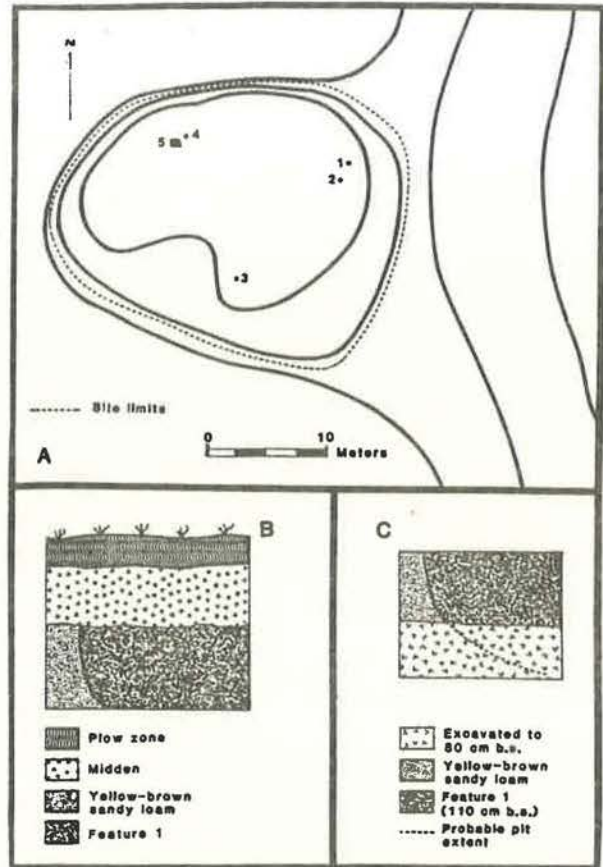 N
5 4
1
2
3
Site limits
0 10
Meters
A
B
Plow zone
Midden
Yellow-brown
sandy loam
Feature 1
C
Excavated to
80 cm b.s.
Yellow-brown
sandy loam
Feature 1
(110 cm b.s.)
Probable pit
extent